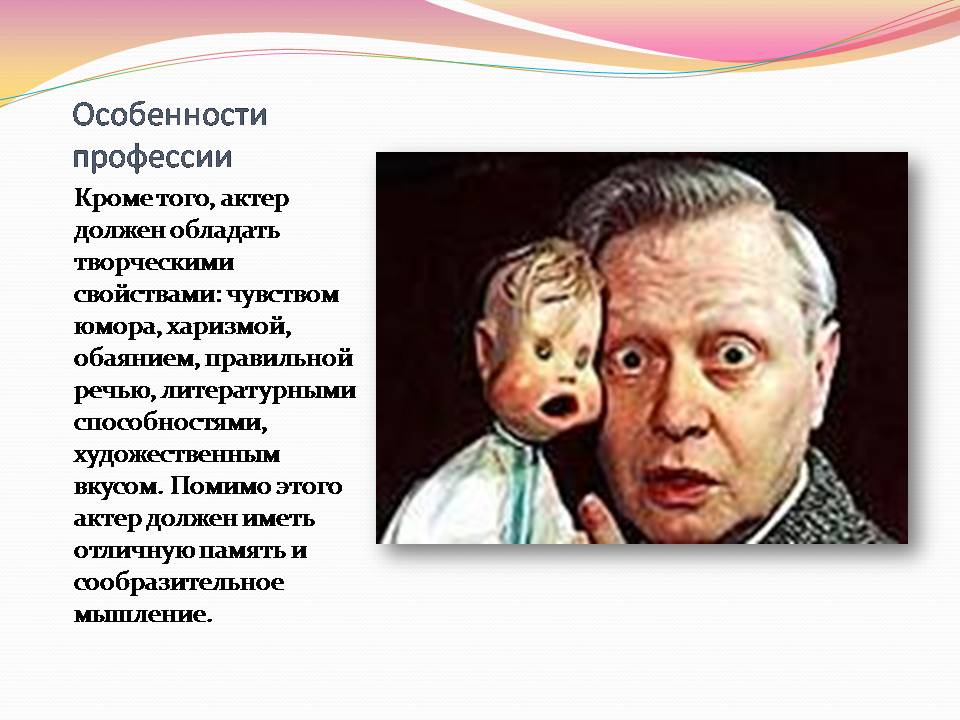 Особенности
профессии
Кроме того, актер
должен обладать
творческими
свойствами: чувством
юмора, харизмой,
обаянием, правильной
речью, литературными
способностями,
художественным
вкусом. Помимо этого
актер должен иметь
отличную память и
сообразительное
мышление.